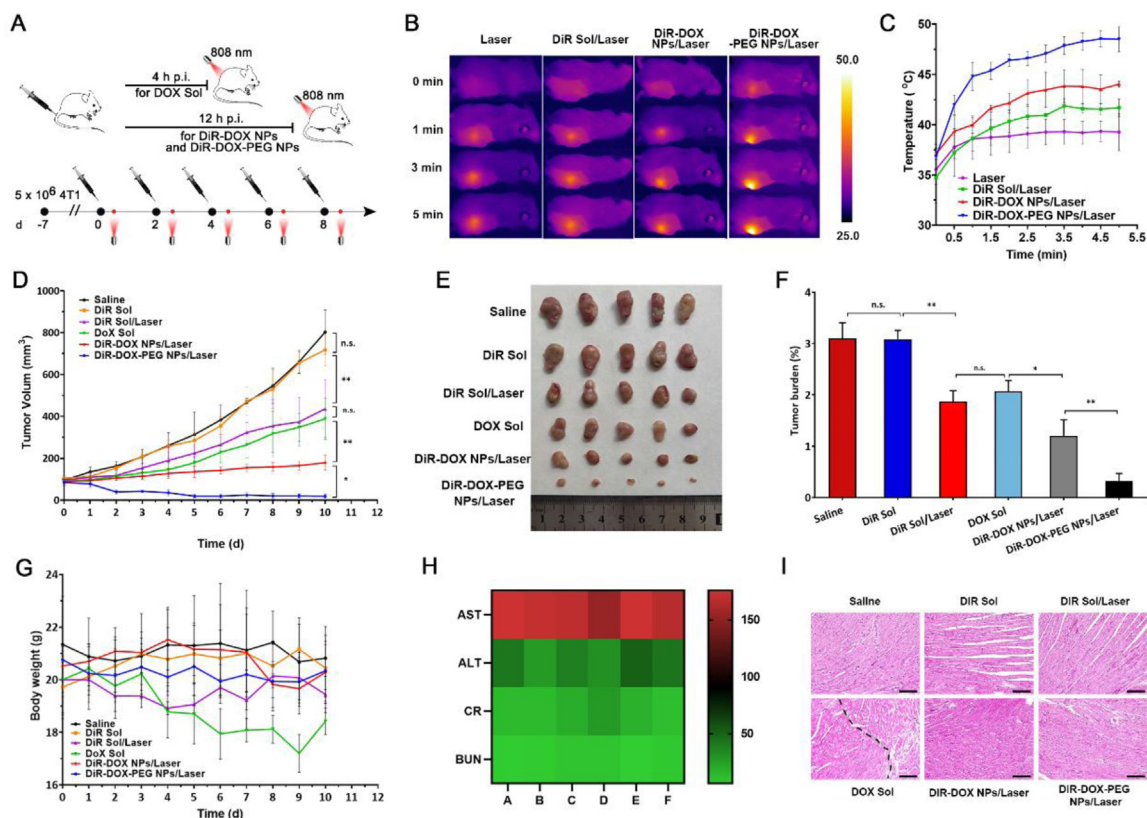 A
808 nm
4 h p.i.
for DOX Sol
808 nm
12 h p.i.
for DiR-DOX NPs
and DiR-DOX-PEG NPs
5 x 10⁶ 4T1
d -7 0 2 4 6 8
B
Laser DiR Sol/Laser DiR-DOX NPs/Laser DiR-DOX -PEG NPs/Laser
0 min
1 min
3 min
5 min
50.0
25.0
C
Temperature ( °C)
50
45
40
35
30
Laser
DiR Sol/Laser
DiR-DOX NPs/Laser
DiR-DOX-PEG NPs/Laser
0.5 1.5 2.5 3.5 4.5 5.5
Time (min)
D
Tumor Volum (mm³)
1000
800
600
400
200
0
Saline
DiR Sol
DiR Sol/Laser
DoX Sol
DiR-DOX NPs/Laser
DiR-DOX-PEG NPs/Laser
n.s.
**
n.s.
**
*
0 1 2 3 4 5 6 7 8 9 10 11 12
Time (d)
E
Saline
DiR Sol
DiR Sol/Laser
DOX Sol
DiR-DOX NPs/Laser
DiR-DOX-PEG
NPs/Laser
1 2 3 4 5 6 7 8 9
F
Tumor burden (%)
4
3
2
1
0
n.s.
**
n.s.
*
**
Saline
DiR Sol
DiR Sol/Laser
DOX Sol
DiR-DOX NPs/Laser
DiR-DOX-PEG NPs/Laser
G
Body weight (g)
24
22
20
18
16
Saline
DiR Sol
DiR Sol/Laser
DoX Sol
DiR-DOX NPs/Laser
DiR-DOX-PEG NPs/Laser
0 1 2 3 4 5 6 7 8 9 10 11 12
Time (d)
H
AST
ALT
CR
BUN
A B C D E F
150
100
50
I
Saline DIR Sol DIR Sol/Laser
DOX Sol DIR-DOX NPs/Laser DIR-DOX-PEG
NPs/Laser